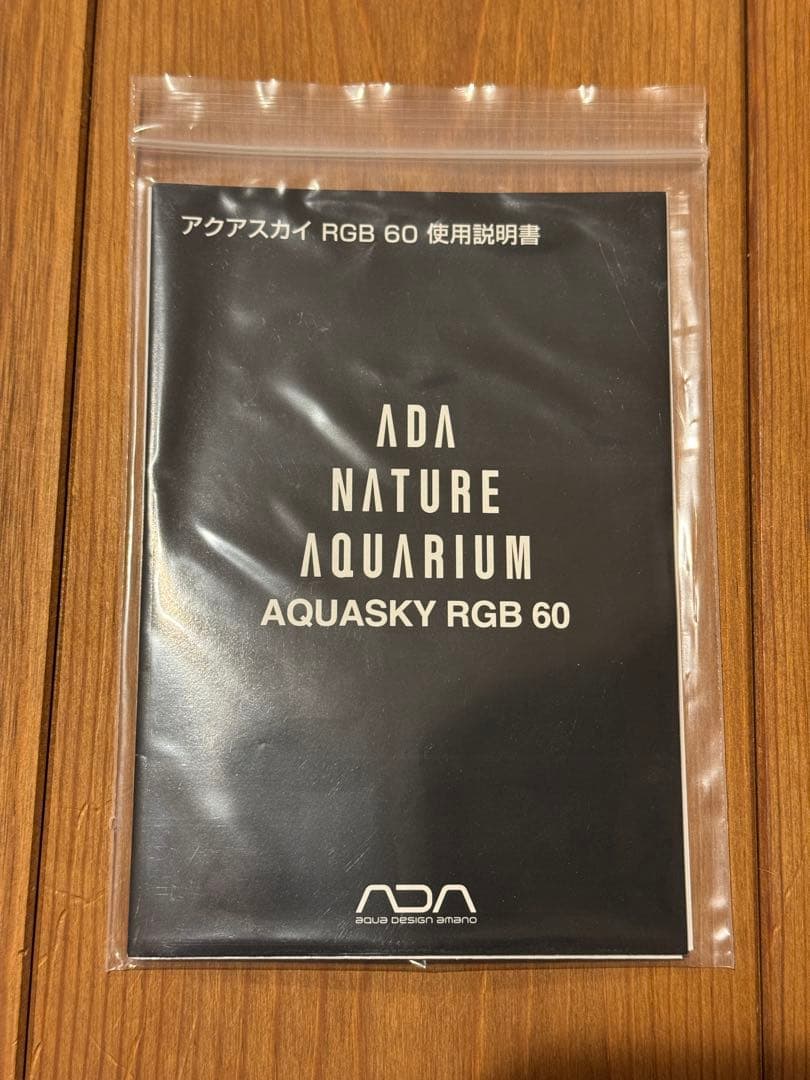 アクアスカイ RGB 60 使用説明書
ADA
NATURE
AQUARIUM
AQUASKY RGB 60
ADA
aqua design amano